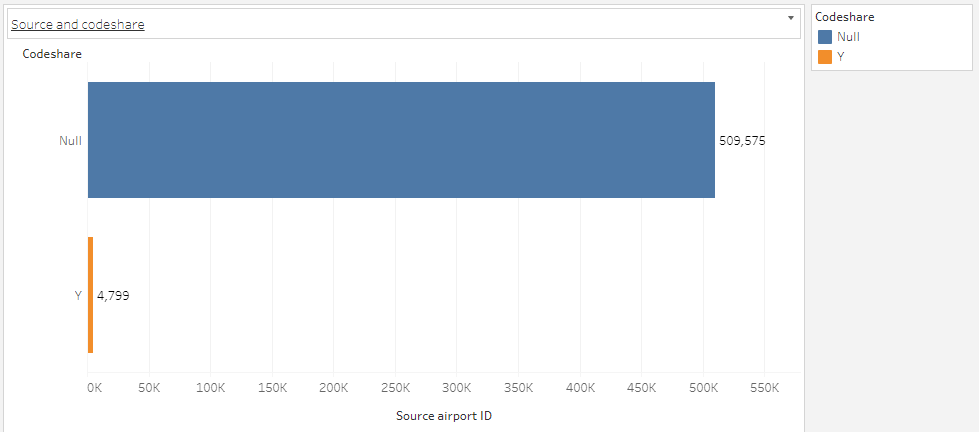 Source and codeshare
Codeshare
Null
509,575
Y
4,799
0K 50K 100K 150K 200K 250K 300K 350K 400K 450K 500K 550K
Source airport ID
Codeshare
Null
Y